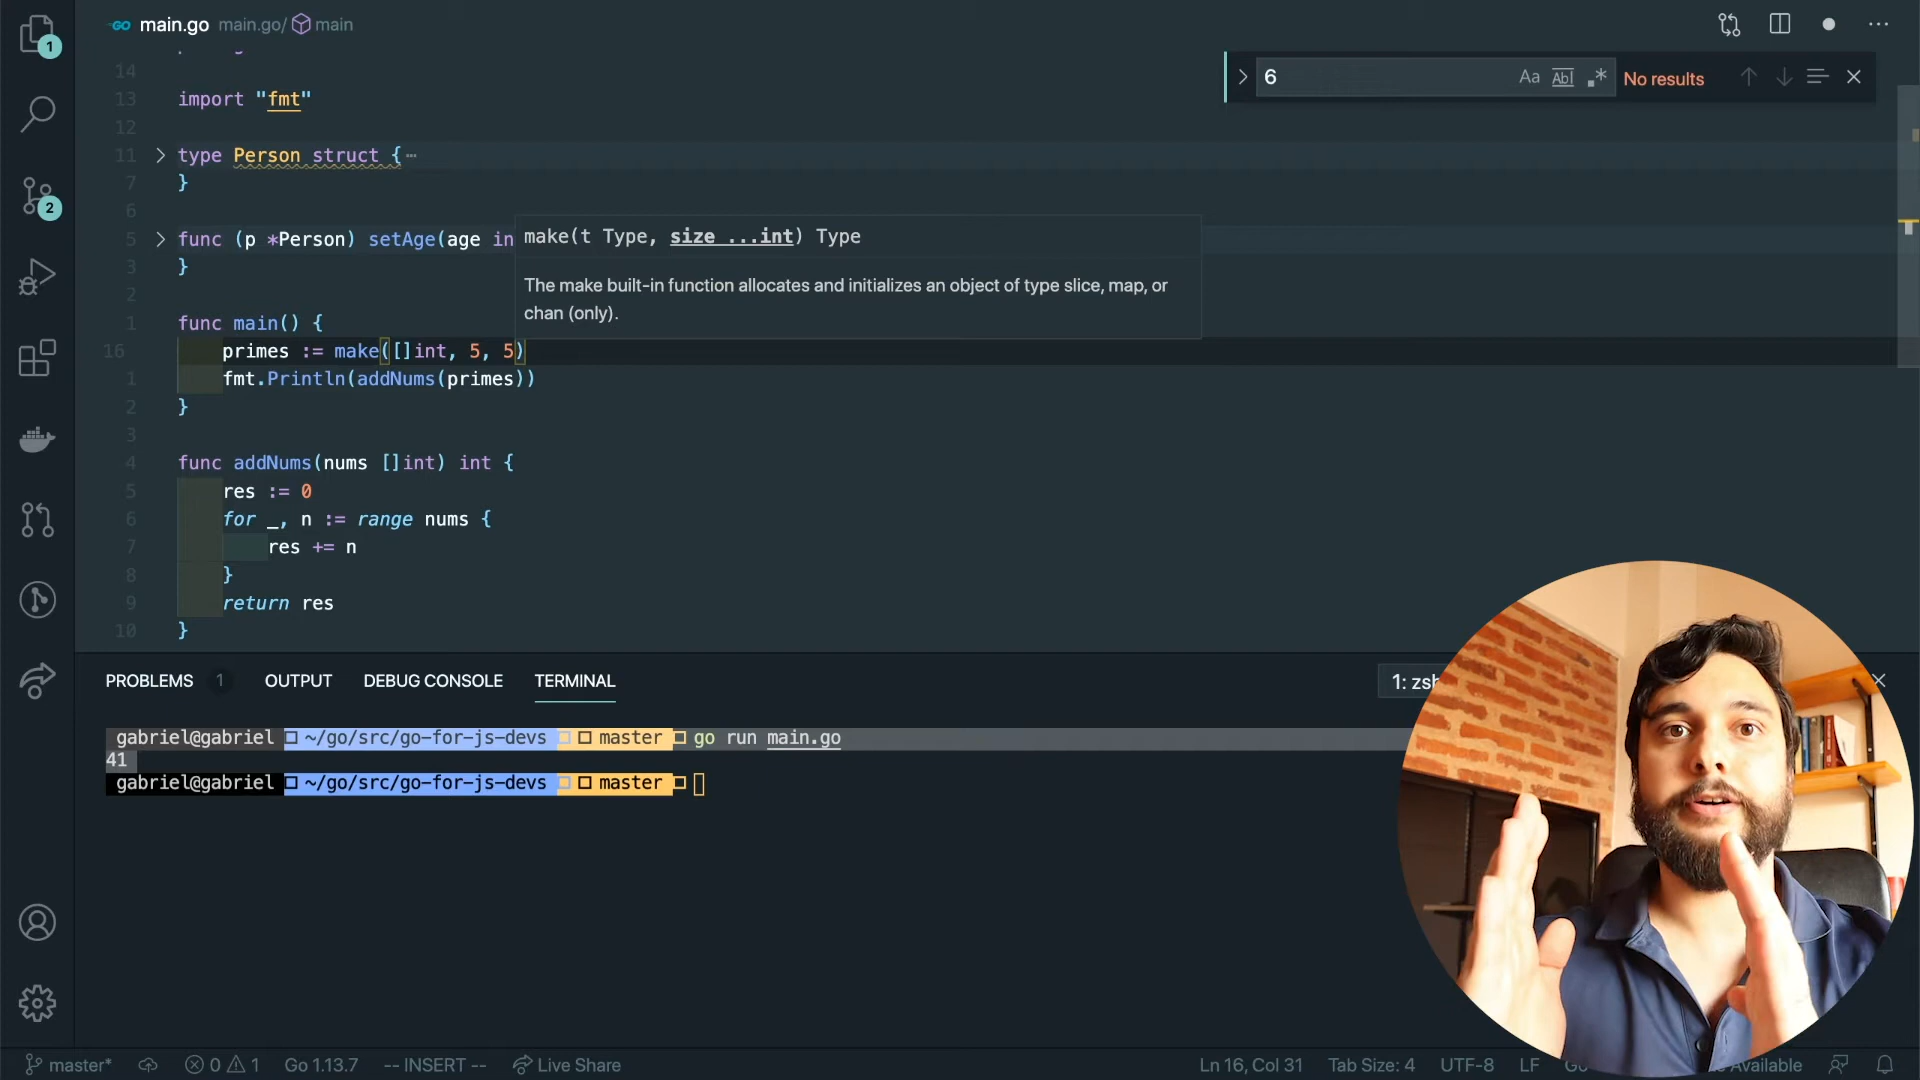 1
2
main.go main.go/ main
6 Aa Abl .* No results
14
13 import "fmt"
12
11 type Person struct {⋯
7 }
6
5 func (p *Person) setAge(age in
3 }
2
1 func main() {
16 primes := make([]int, 5, 5)
1 fmt.Println(addNums(primes))
2 }
3
4 func addNums(nums []int) int {
5 res := 0
6 for _, n := range nums {
7 res += n
8 }
9 return res
10 }
make(t Type, size ...int) Type
The make built-in function allocates and initializes an object of type slice, map, or
chan (only).
PROBLEMS 1 OUTPUT DEBUG CONSOLE TERMINAL 1: zsh
gabriel@gabriel ~/go/src/go-for-js-devs master go run main.go
41
gabriel@gabriel ~/go/src/go-for-js-devs master
master* 0 1 Go 1.13.7 -- INSERT -- Live Share Ln 16, Col 31 Tab Size: 4 UTF-8 LF Go Available